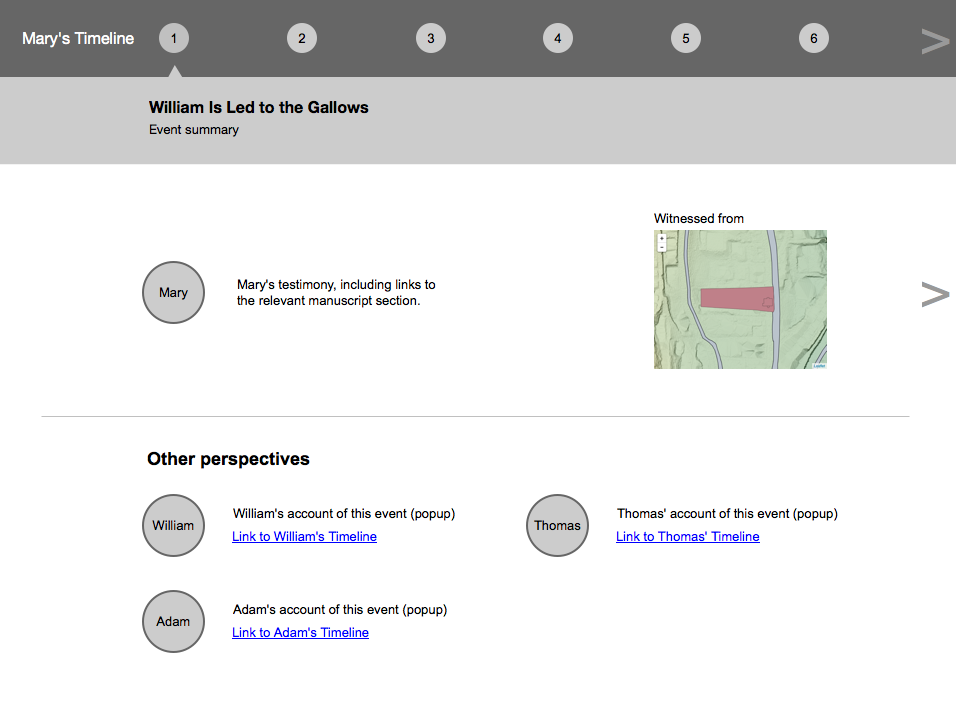 Mary's Timeline 1 2 3 4 5 6 >
William Is Led to the Gallows
Event summary
Witnessed from
+
-
Mary
Mary's testimony, including links to
the relevant manuscript section.
>
Leaflet
Other perspectives
William
William's account of this event (popup)
Link to William's Timeline
Thomas
Thomas' account of this event (popup)
Link to Thomas' Timeline
Adam
Adam's account of this event (popup)
Link to Adam's Timeline